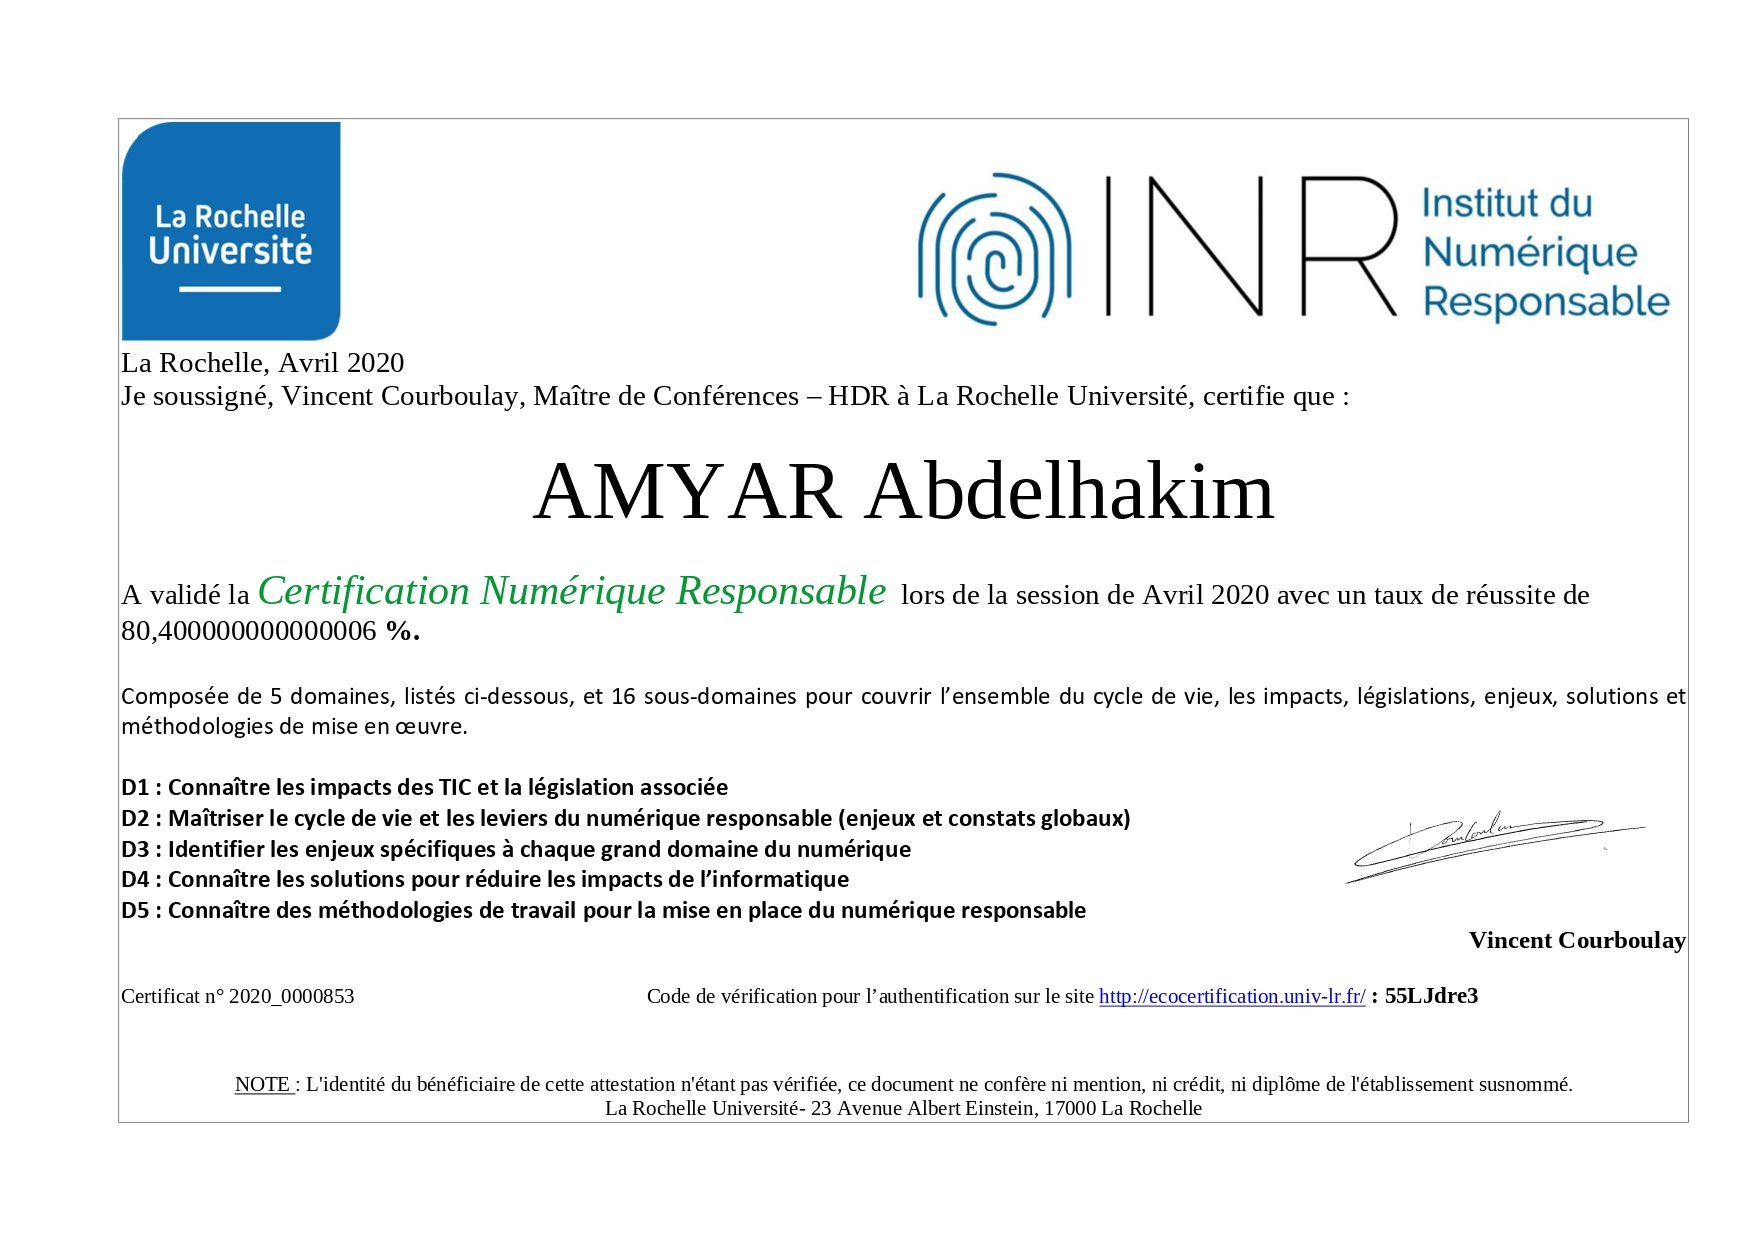 La Rochelle
Université
INR
Institut du
Numérique
Responsable
La Rochelle, Avril 2020
Je soussigné, Vincent Courboulay, Maître de Conférences – HDR à La Rochelle Université, certifie que :
AMYAR Abdelhakim
A validé la Certification Numérique Responsable lors de la session de Avril 2020 avec un taux de réussite de
80,400000000000006 %.
Composée de 5 domaines, listés ci-dessous, et 16 sous-domaines pour couvrir l’ensemble du cycle de vie, les impacts, législations, enjeux, solutions et
méthodologies de mise en œuvre.
D1 : Connaître les impacts des TIC et la législation associée
D2 : Maîtriser le cycle de vie et les leviers du numérique responsable (enjeux et constats globaux)
D3 : Identifier les enjeux spécifiques à chaque grand domaine du numérique
D4 : Connaître les solutions pour réduire les impacts de l’informatique
D5 : Connaître des méthodologies de travail pour la mise en place du numérique responsable
Vincent Courboulay
Certificat n° 2020_0000853 Code de vérification pour l’authentification sur le site http://ecocertification.univ-lr.fr/ : 55LJdre3
NOTE : L'identité du bénéficiaire de cette attestation n'étant pas vérifiée, ce document ne confère ni mention, ni crédit, ni diplôme de l'établissement susnommé.
La Rochelle Université- 23 Avenue Albert Einstein, 17000 La Rochelle